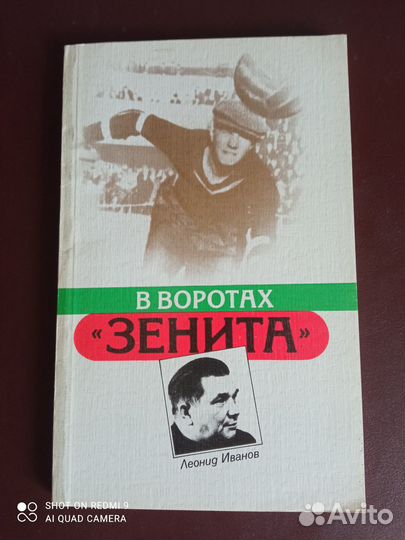 В ВОРОТАХ
«ЗЕНИТА»
Леонид Иванов
SHOT ON REDMI 9
AI QUAD CAMERA
Avito